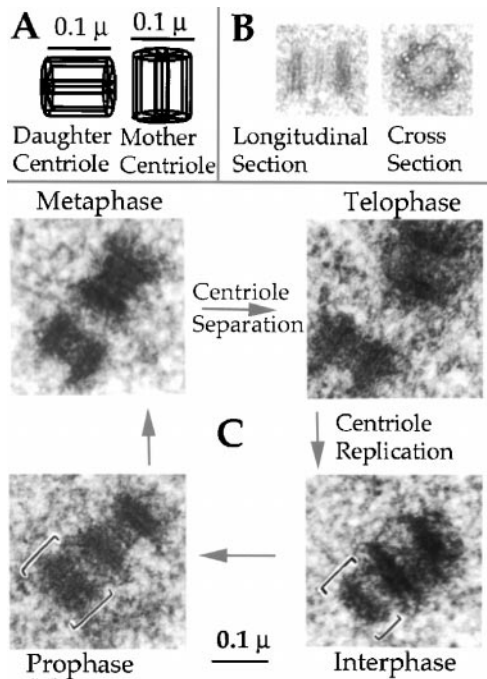 A
0.1 μ
0.1 μ
Daughter
Centriole
Mother
Centriole
B
Longitudinal
Section
Cross
Section
Metaphase
Telophase
Centriole
Separation
C
Centriole
Replication
0.1 μ
Prophase
Interphase